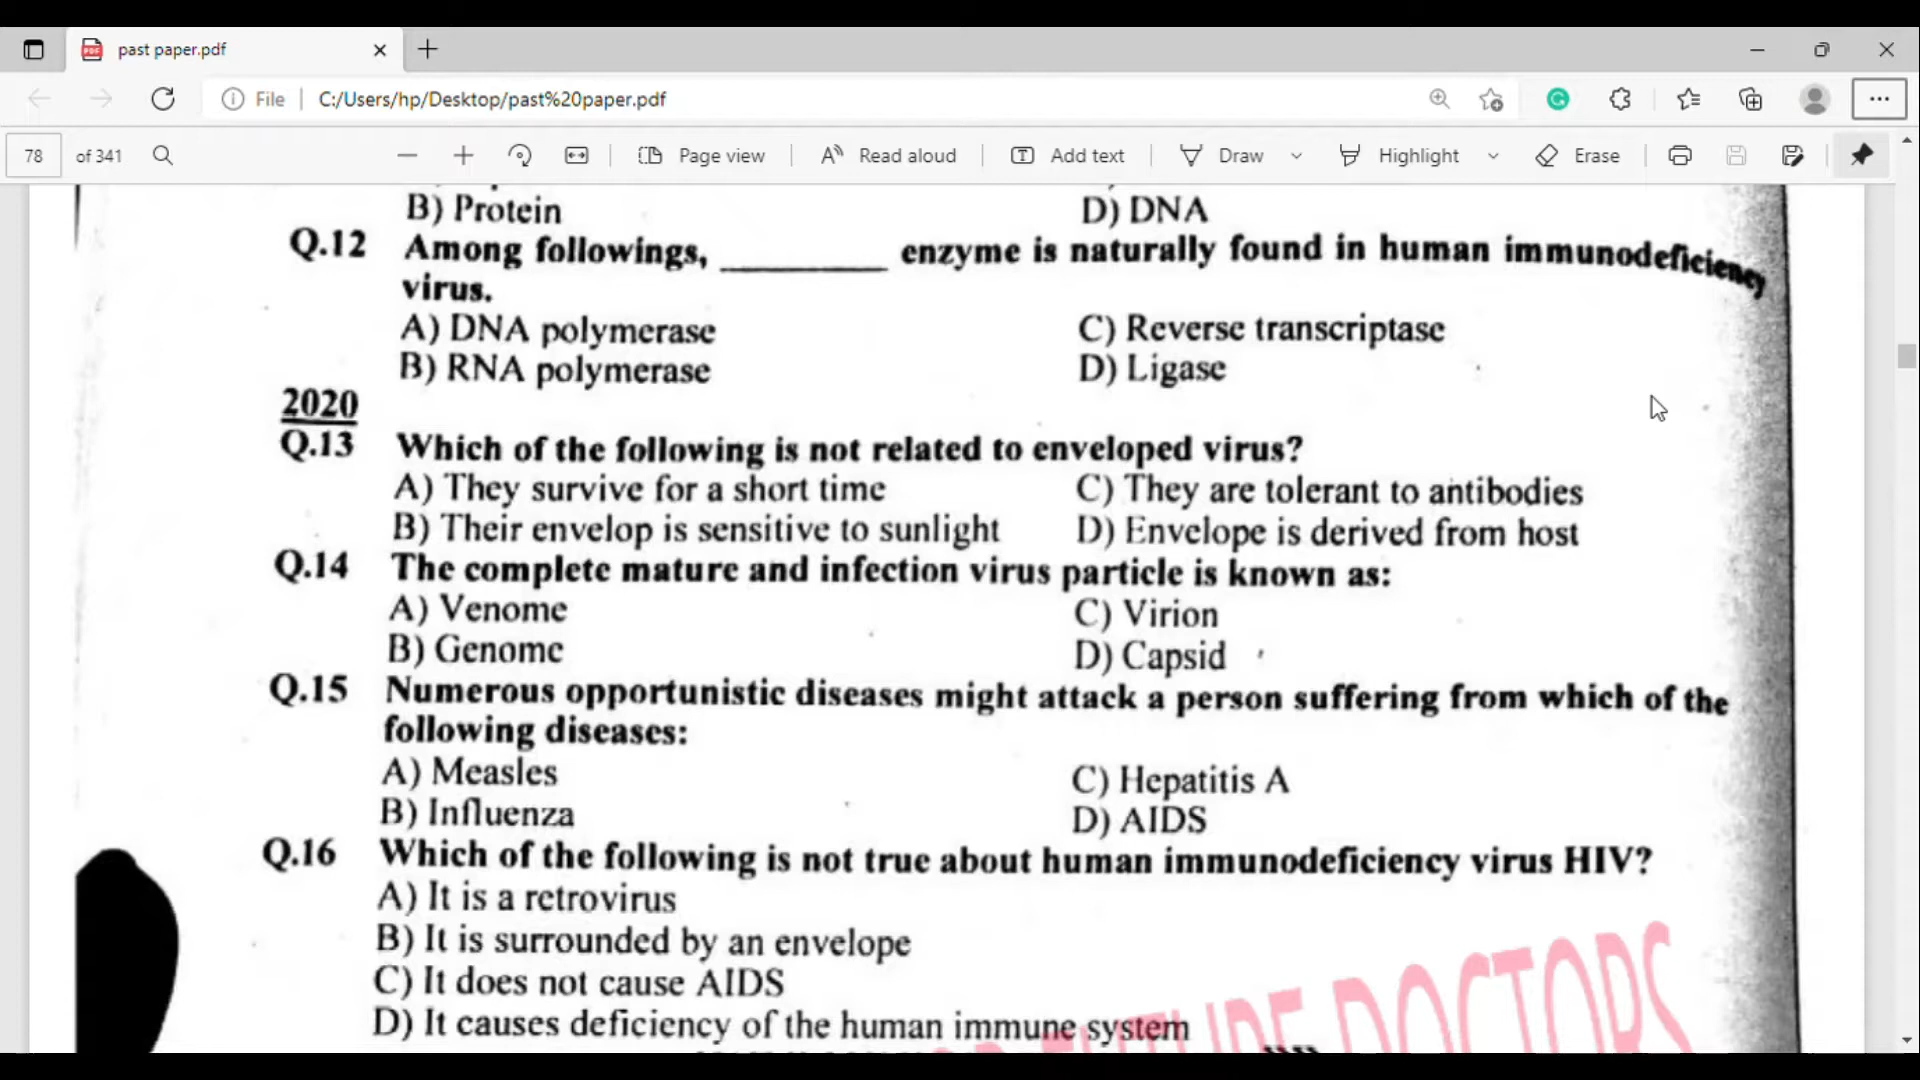 past paper.pdf
File C:/Users/hp/Desktop/past%20paper.pdf
78 of 341 Page view Read aloud Add text Draw Highlight Erase
B) Protein D) DNA
Q.12 Among followings, ________ enzyme is naturally found in human immunodeficiency
virus.
A) DNA polymerase C) Reverse transcriptase
B) RNA polymerase D) Ligase
2020
Q.13 Which of the following is not related to enveloped virus?
A) They survive for a short time C) They are tolerant to antibodies
B) Their envelop is sensitive to sunlight D) Envelope is derived from host
Q.14 The complete mature and infection virus particle is known as:
A) Venome C) Virion
B) Genome D) Capsid
Q.15 Numerous opportunistic diseases might attack a person suffering from which of the
following diseases:
A) Measles C) Hepatitis A
B) Influenza D) AIDS
Q.16 Which of the following is not true about human immunodeficiency virus HIV?
A) It is a retrovirus
B) It is surrounded by an envelope
C) It does not cause AIDS
D) It causes deficiency of the human immune system
DOCTORS